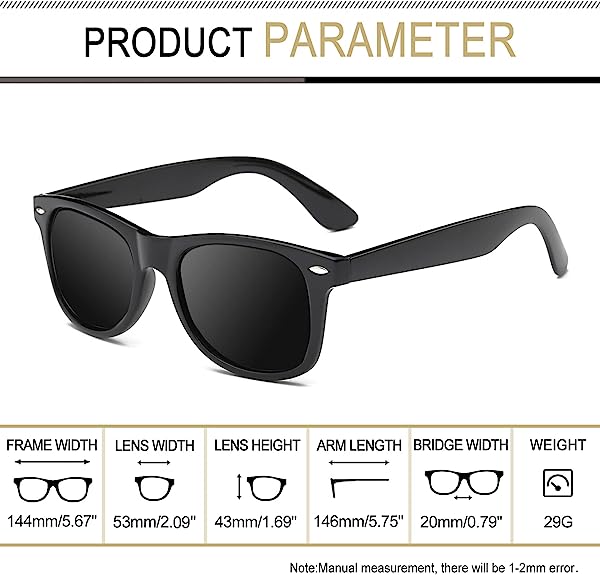 PRODUCT PARAMETER
FRAME WIDTH
LENS WIDTH
LENS HEIGHT
ARM LENGTH
BRIDGE WIDTH
WEIGHT
144mm/5.67"
53mm/2.09"
43mm/1.69"
146mm/5.75"
20mm/0.79"
29G
Note:Manual measurement, there will be 1-2mm error.